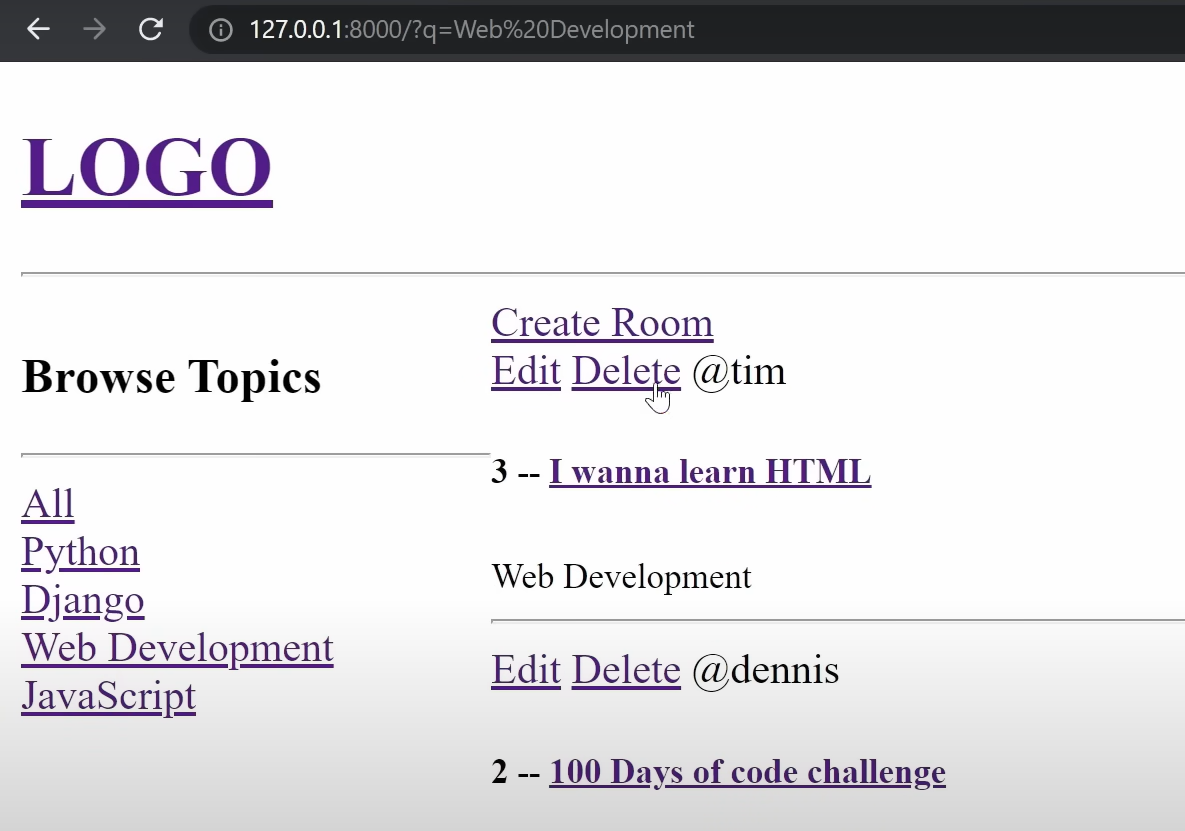 127.0.0.1:8000/?q=Web%20Development
LOGO
Browse Topics
All
Python
Django
Web Development
JavaScript
Create Room
Edit Delete @tim
3 -- I wanna learn HTML
Web Development
Edit Delete @dennis
2 -- 100 Days of code challenge